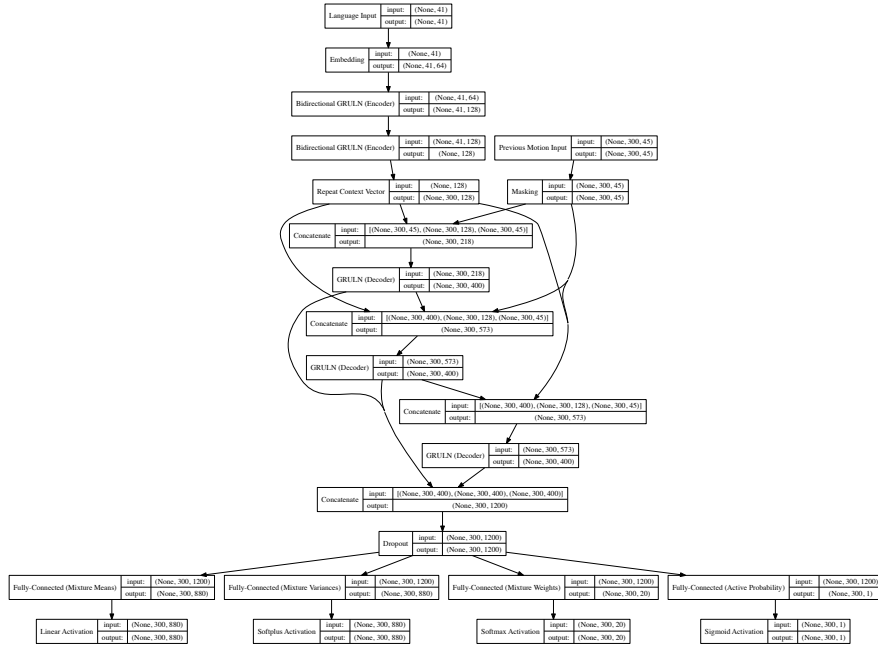 Language Input input: (None, 41)
output: (None, 41)
Embedding input: (None, 41)
output: (None, 41, 64)
Bidirectional GRULN (Encoder) input: (None, 41, 64)
output: (None, 41, 128)
Bidirectional GRULN (Encoder) input: (None, 41, 128)
output: (None, 128)
Previous Motion Input input: (None, 300, 45)
output: (None, 300, 45)
Repeat Context Vector input: (None, 128)
output: (None, 300, 128)
Masking input: (None, 300, 45)
output: (None, 300, 45)
Concatenate input: [(None, 300, 45), (None, 300, 128), (None, 300, 45)]
output: (None, 300, 218)
GRULN (Decoder) input: (None, 300, 218)
output: (None, 300, 400)
Concatenate input: [(None, 300, 400), (None, 300, 128), (None, 300, 45)]
output: (None, 300, 573)
GRULN (Decoder) input: (None, 300, 573)
output: (None, 300, 400)
Concatenate input: [(None, 300, 400), (None, 300, 128), (None, 300, 45)]
output: (None, 300, 573)
GRULN (Decoder) input: (None, 300, 573)
output: (None, 300, 400)
Concatenate input: [(None, 300, 400), (None, 300, 400), (None, 300, 400)]
output: (None, 300, 1200)
Dropout input: (None, 300, 1200)
output: (None, 300, 1200)
Fully-Connected (Mixture Means) input: (None, 300, 1200)
output: (None, 300, 880)
Fully-Connected (Mixture Variances) input: (None, 300, 1200)
output: (None, 300, 880)
Fully-Connected (Mixture Weights) input: (None, 300, 1200)
output: (None, 300, 20)
Fully-Connected (Active Probability) input: (None, 300, 1200)
output: (None, 300, 1)
Linear Activation input: (None, 300, 880)
output: (None, 300, 880)
Softplus Activation input: (None, 300, 880)
output: (None, 300, 880)
Softmax Activation input: (None, 300, 20)
output: (None, 300, 20)
Sigmoid Activation input: (None, 300, 1)
output: (None, 300, 1)